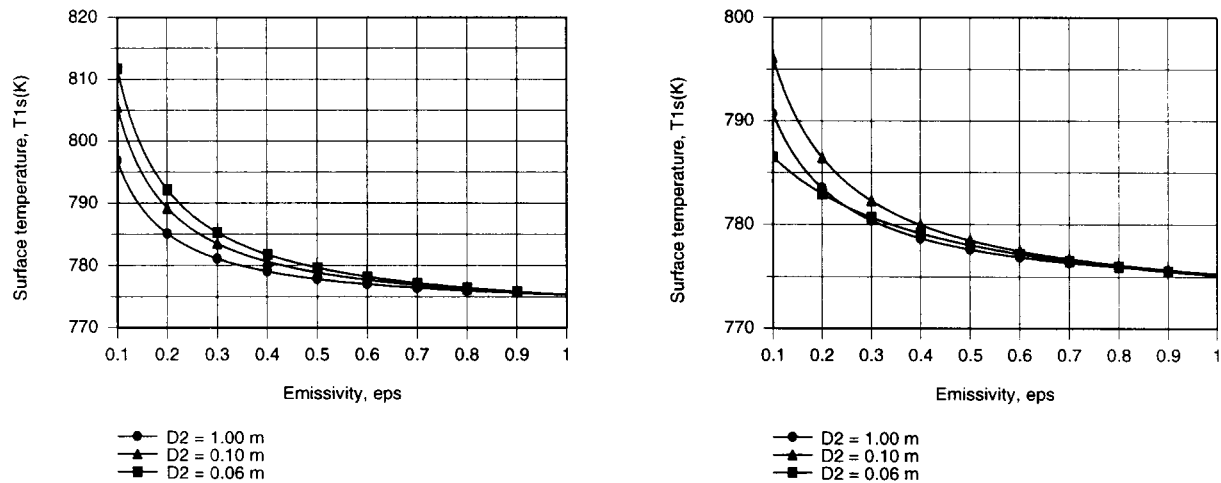 820
810
800
790
780
770
Surface temperature, T1s(K)
0.1 0.2 0.3 0.4 0.5 0.6 0.7 0.8 0.9 1
Emissivity, eps
D2 = 1.00 m
D2 = 0.10 m
D2 = 0.06 m
800
790
780
770
Surface temperature, T1s(K)
0.1 0.2 0.3 0.4 0.5 0.6 0.7 0.8 0.9 1
Emissivity, eps
D2 = 1.00 m
D2 = 0.10 m
D2 = 0.06 m